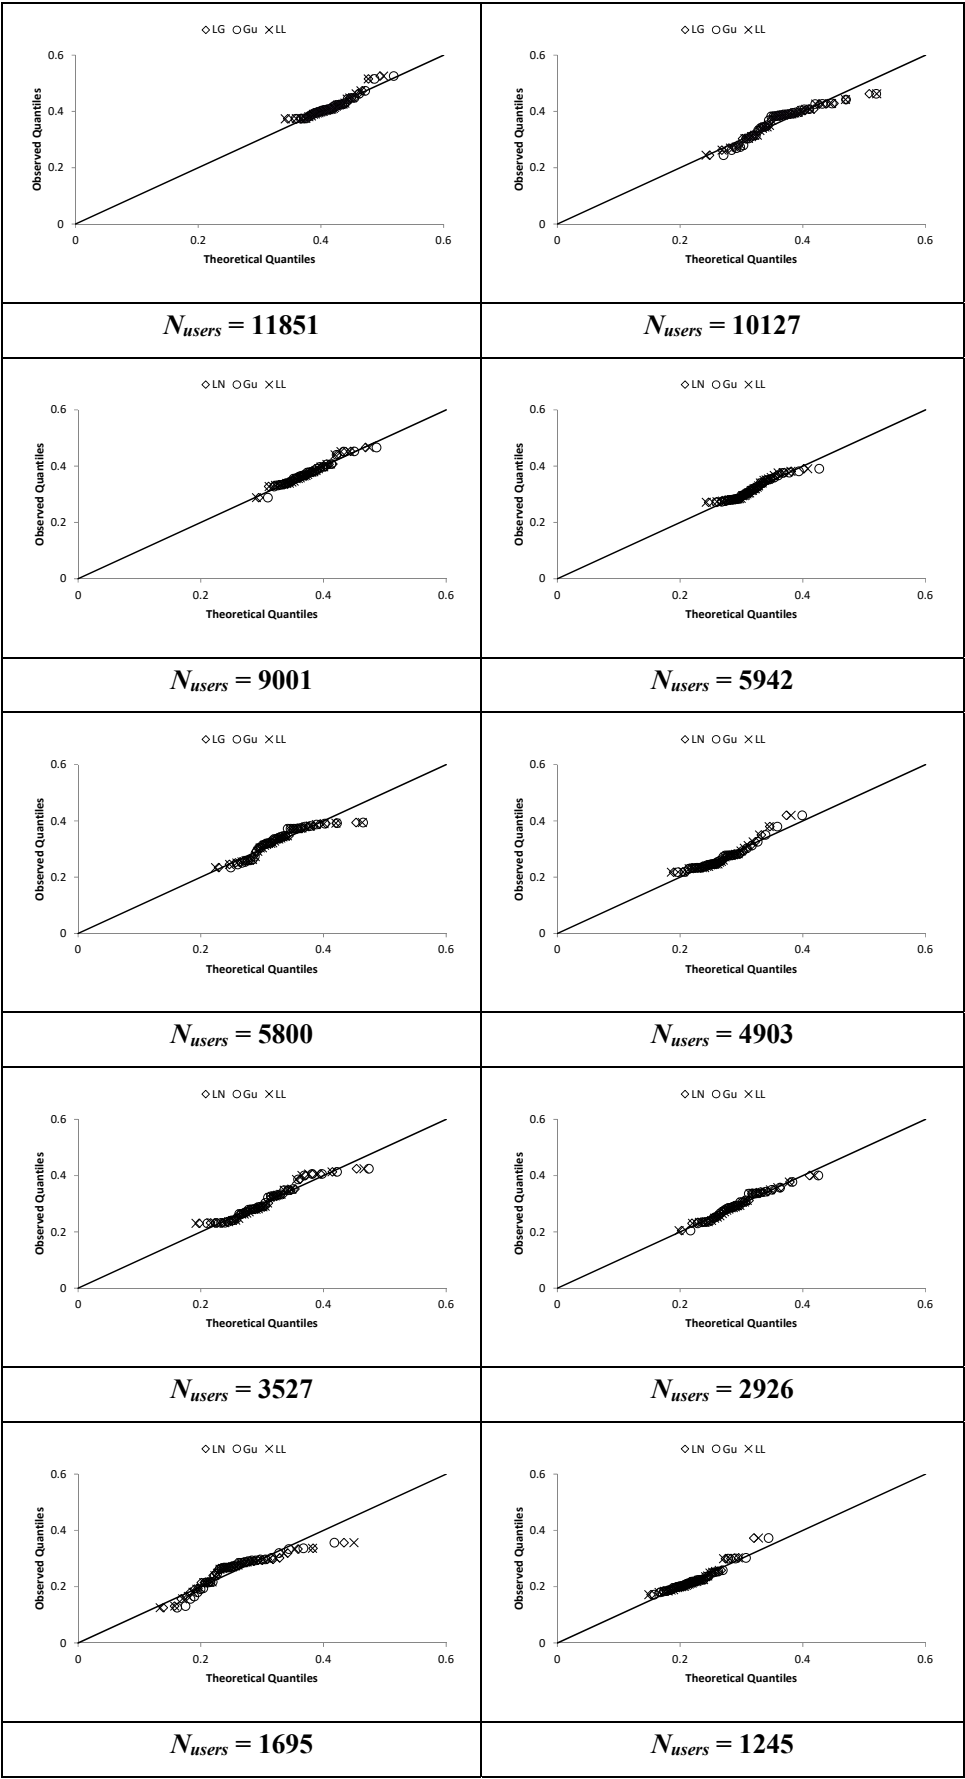 ◇LG ○Gu ×LL
0.6
0.4
0.2
0
0 0.2 0.4 0.6
Observed Quantiles
Theoretical Quantiles
◇LG ○Gu ×LL
0.6
0.4
0.2
0
0 0.2 0.4 0.6
Observed Quantiles
Theoretical Quantiles
Nusers = 11851
Nusers = 10127
◇LN ○Gu ×LL
0.6
0.4
0.2
0
0 0.2 0.4 0.6
Observed Quantiles
Theoretical Quantiles
◇LN ○Gu ×LL
0.6
0.4
0.2
0
0 0.2 0.4 0.6
Observed Quantiles
Theoretical Quantiles
Nusers = 9001
Nusers = 5942
◇LG ○Gu ×LL
0.6
0.4
0.2
0
0 0.2 0.4 0.6
Observed Quantiles
Theoretical Quantiles
◇LN ○Gu ×LL
0.6
0.4
0.2
0
0 0.2 0.4 0.6
Observed Quantiles
Theoretical Quantiles
Nusers = 5800
Nusers = 4903
◇LN ○Gu ×LL
0.6
0.4
0.2
0
0 0.2 0.4 0.6
Observed Quantiles
Theoretical Quantiles
◇LN ○Gu ×LL
0.6
0.4
0.2
0
0 0.2 0.4 0.6
Observed Quantiles
Theoretical Quantiles
Nusers = 3527
Nusers = 2926
◇LN ○Gu ×LL
0.6
0.4
0.2
0
0 0.2 0.4 0.6
Observed Quantiles
Theoretical Quantiles
◇LN ○Gu ×LL
0.6
0.4
0.2
0
0 0.2 0.4 0.6
Observed Quantiles
Theoretical Quantiles
Nusers = 1695
Nusers = 1245